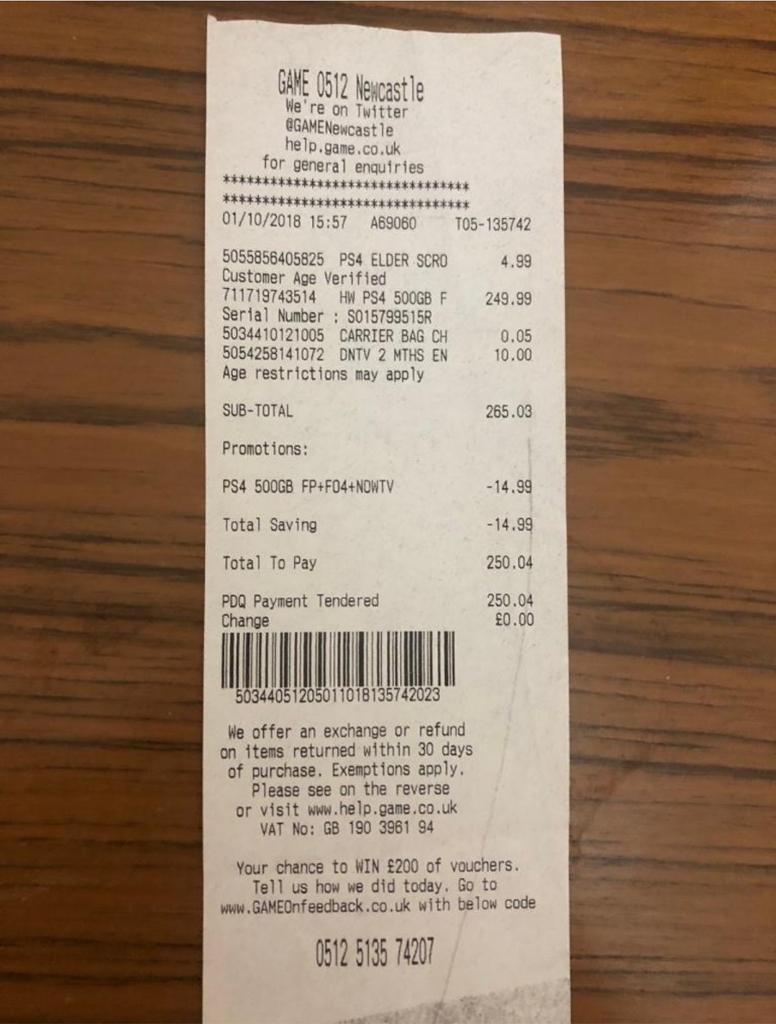 GAME 0512 Newcastle
We're on Twitter
@GAMENewcastle
help.game.co.uk
for general enquiries
********************************
********************************
01/10/2018 15:57 A69060 T05-135742
5055856405825 PS4 ELDER SCRO 4.99
Customer Age Verified
711719743514 HW PS4 500GB F 249.99
Serial Number : S015799515R
5034410121005 CARRIER BAG CH 0.05
5054258141072 DNTV 2 MTHS EN 10.00
Age restrictions may apply
SUB-TOTAL 265.03
Promotions:
PS4 500GB FP+FO4+NOWTV -14.99
Total Saving -14.99
Total To Pay 250.04
PDQ Payment Tendered 250.04
Change £0.00
50344051205011018135742023
We offer an exchange or refund
on items returned within 30 days
of purchase. Exemptions apply.
Please see on the reverse
or visit www.help.game.co.uk
VAT No: GB 190 3961 94
Your chance to WIN £200 of vouchers.
Tell us how we did today. Go to
www.GAMEOnfeedback.co.uk with below code
0512 5135 74207